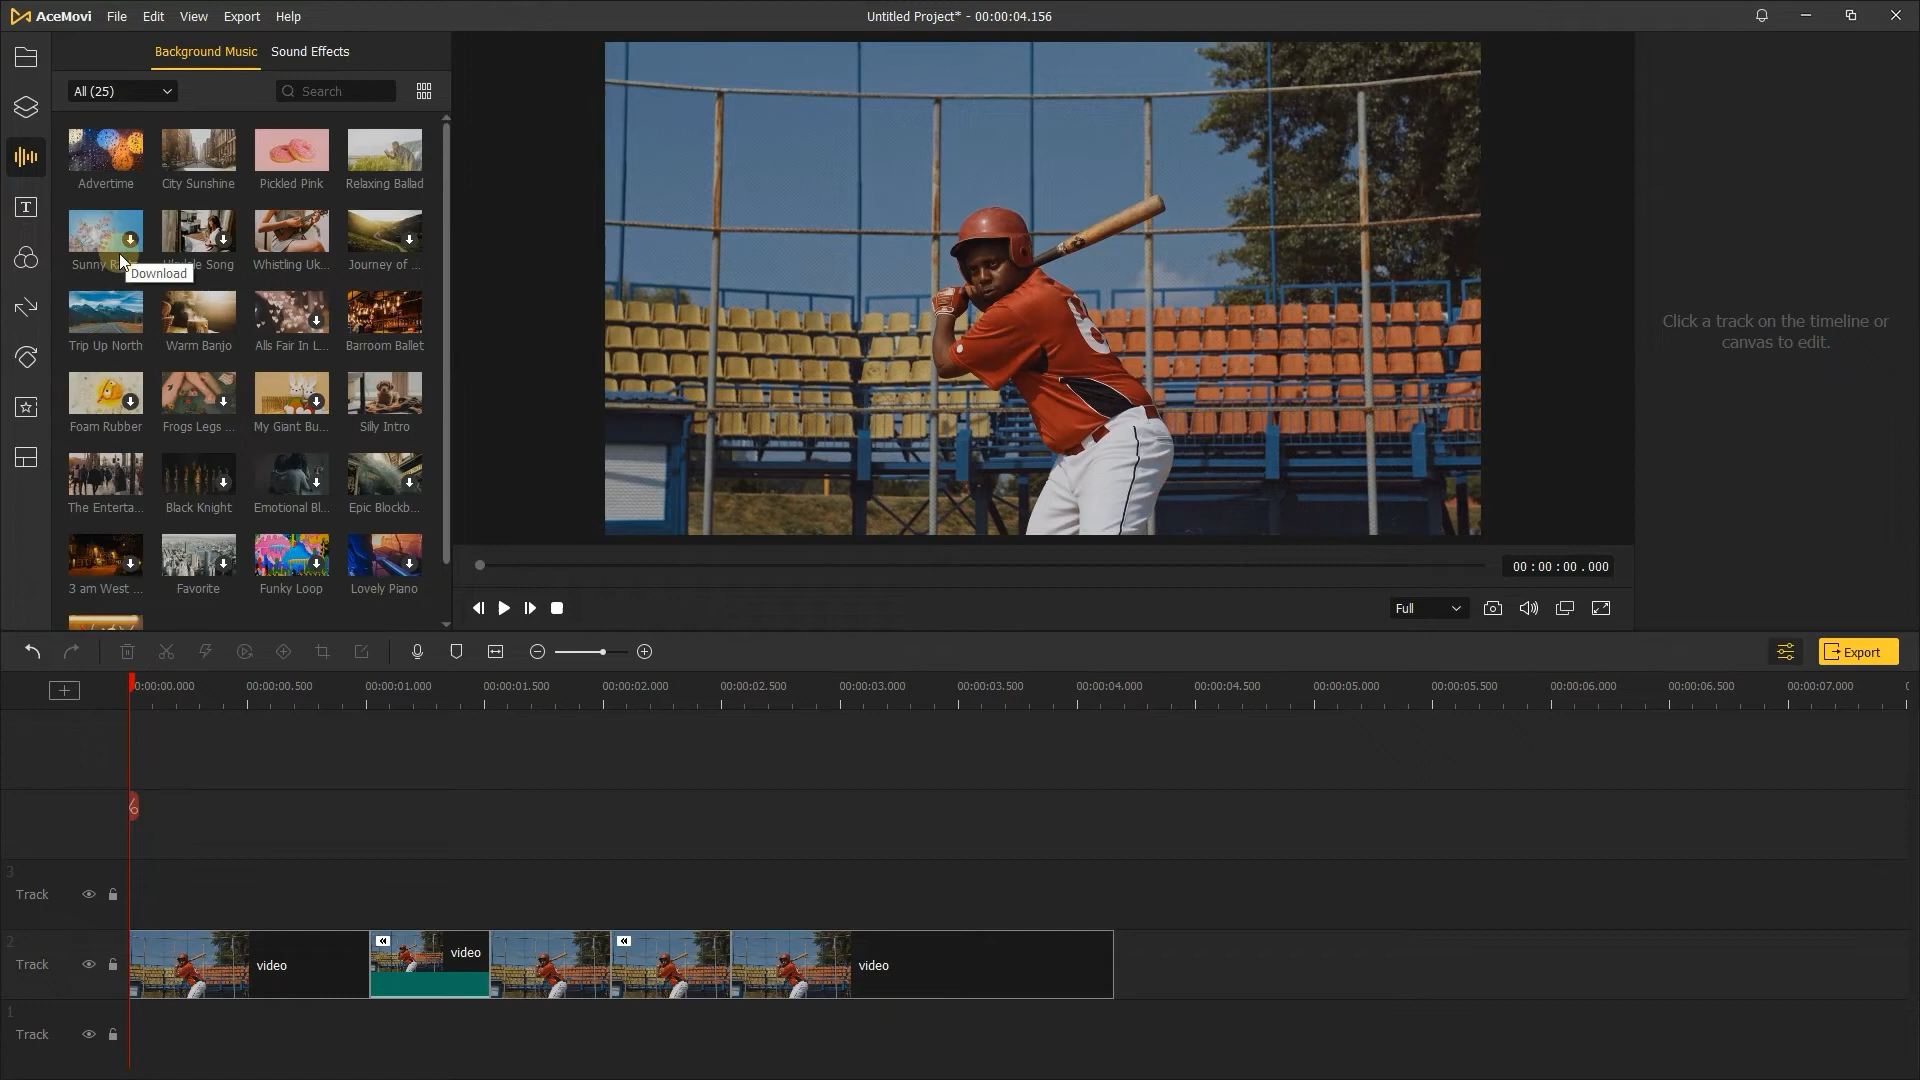 AceMovi File Edit View Export Help
Untitled Project* - 00:00:04.156
Background Music Sound Effects
All (25)
Search
Advertime City Sunshine Pickled Pink Relaxing Ballad
Sunny Song Whistling Uk... Journey of ...
Download
Trip Up North Warm Banjo Alls Fair In L... Barroom Ballet
Foam Rubber Frogs Legs ... My Giant Bu... Silly Intro
The Enterta... Black Knight Emotional Bl... Epic Blockb...
3 am West ... Favorite Funky Loop Lovely Piano
Click a track on the timeline or
canvas to edit.
00:00:00.000
Full
Export
0:00:00.000 00:00:00.500 00:00:01.000 00:00:01.500 00:00:02.000 00:00:02.500 00:00:03.000 00:00:03.500 00:00:04.000 00:00:04.500 00:00:05.000 00:00:05.500 00:00:06.000 00:00:06.500 00:00:07.000
3
Track
2
Track
video
video
video
1
Track